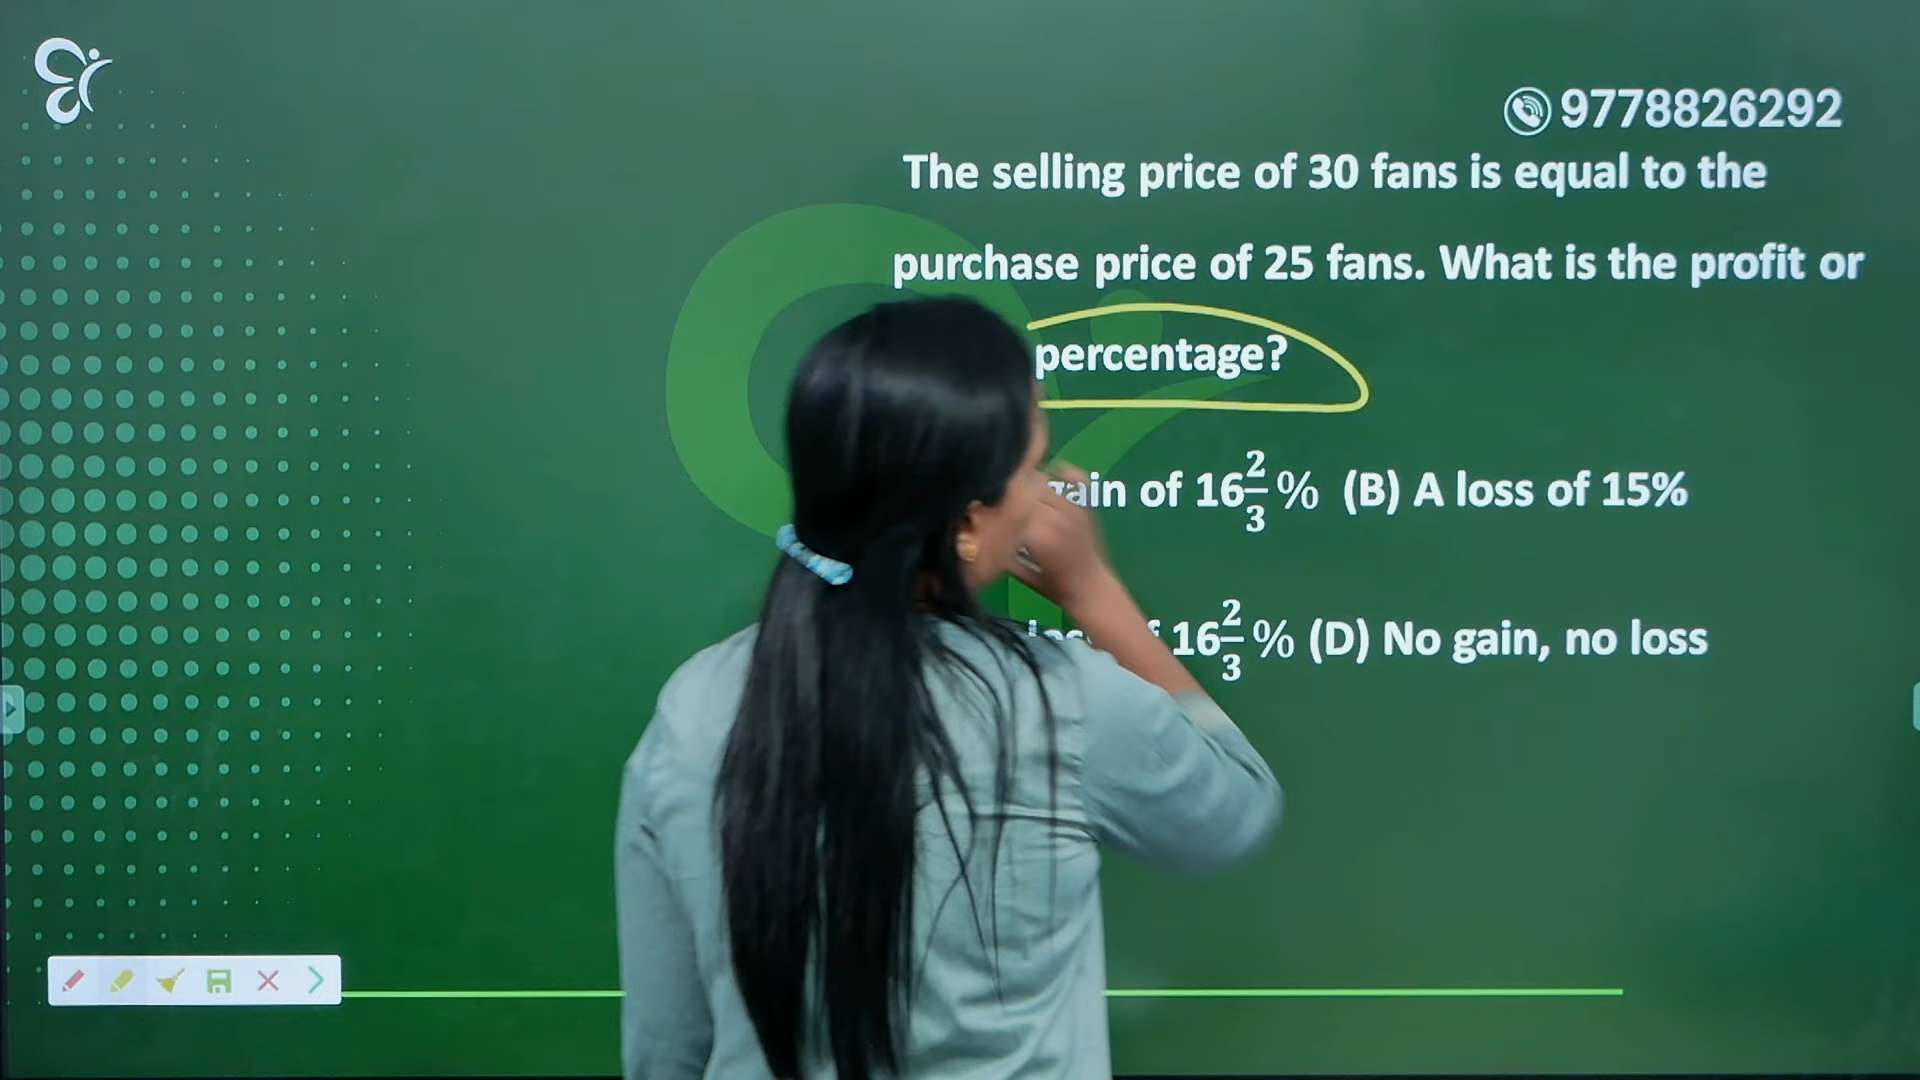 9778826292
The selling price of 30 fans is equal to the
purchase price of 25 fans. What is the profit or
percentage?
gain of 16 2/3 % (B) A loss of 15%
16 2/3 % (D) No gain, no loss